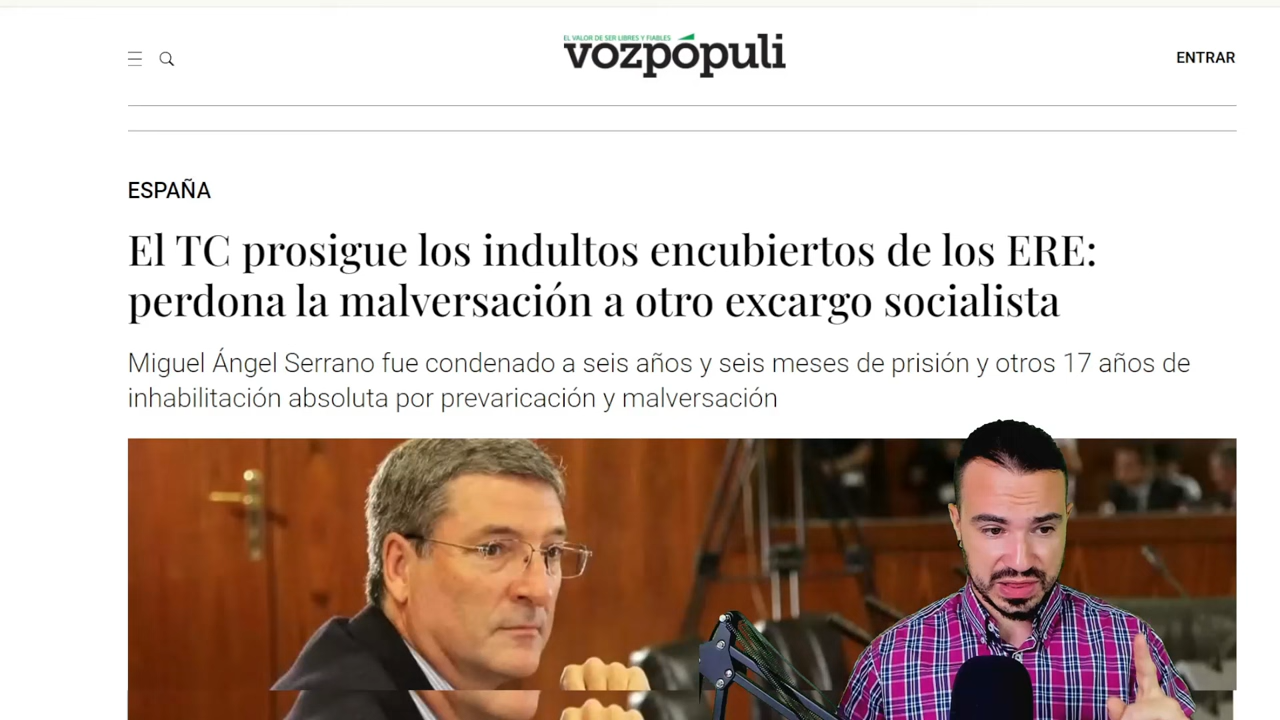 EL VALOR DE SER LIBRES Y FIABLES
vozpópuli
ENTRAR
ESPAÑA
El TC prosigue los indultos encubiertos de los ERE:
perdona la malversación a otro excargo socialista
Miguel Ángel Serrano fue condenado a seis años y seis meses de prisión y otros 17 años de
inhabilitación absoluta por prevaricación y malversación